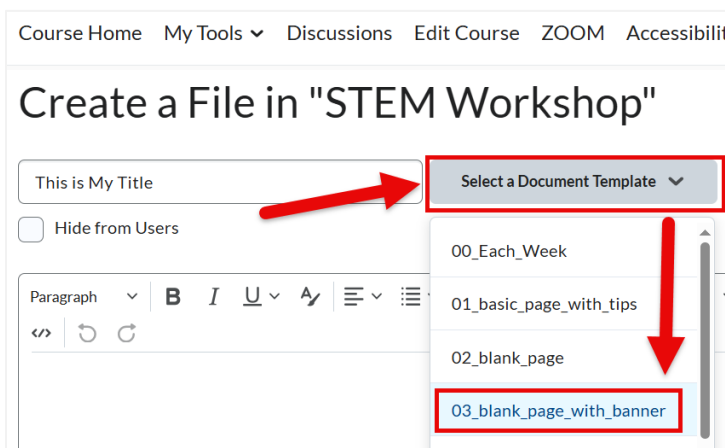 Course Home My Tools Discussions Edit Course ZOOM
Create a File in "STEM Workshop"
This is My Title
Select a Document Template
Hide from Users
00_Each_Week
01_basic_page_with_tips
02_blank_page
03_blank_page_with_banner
Paragraph B I U A
</>